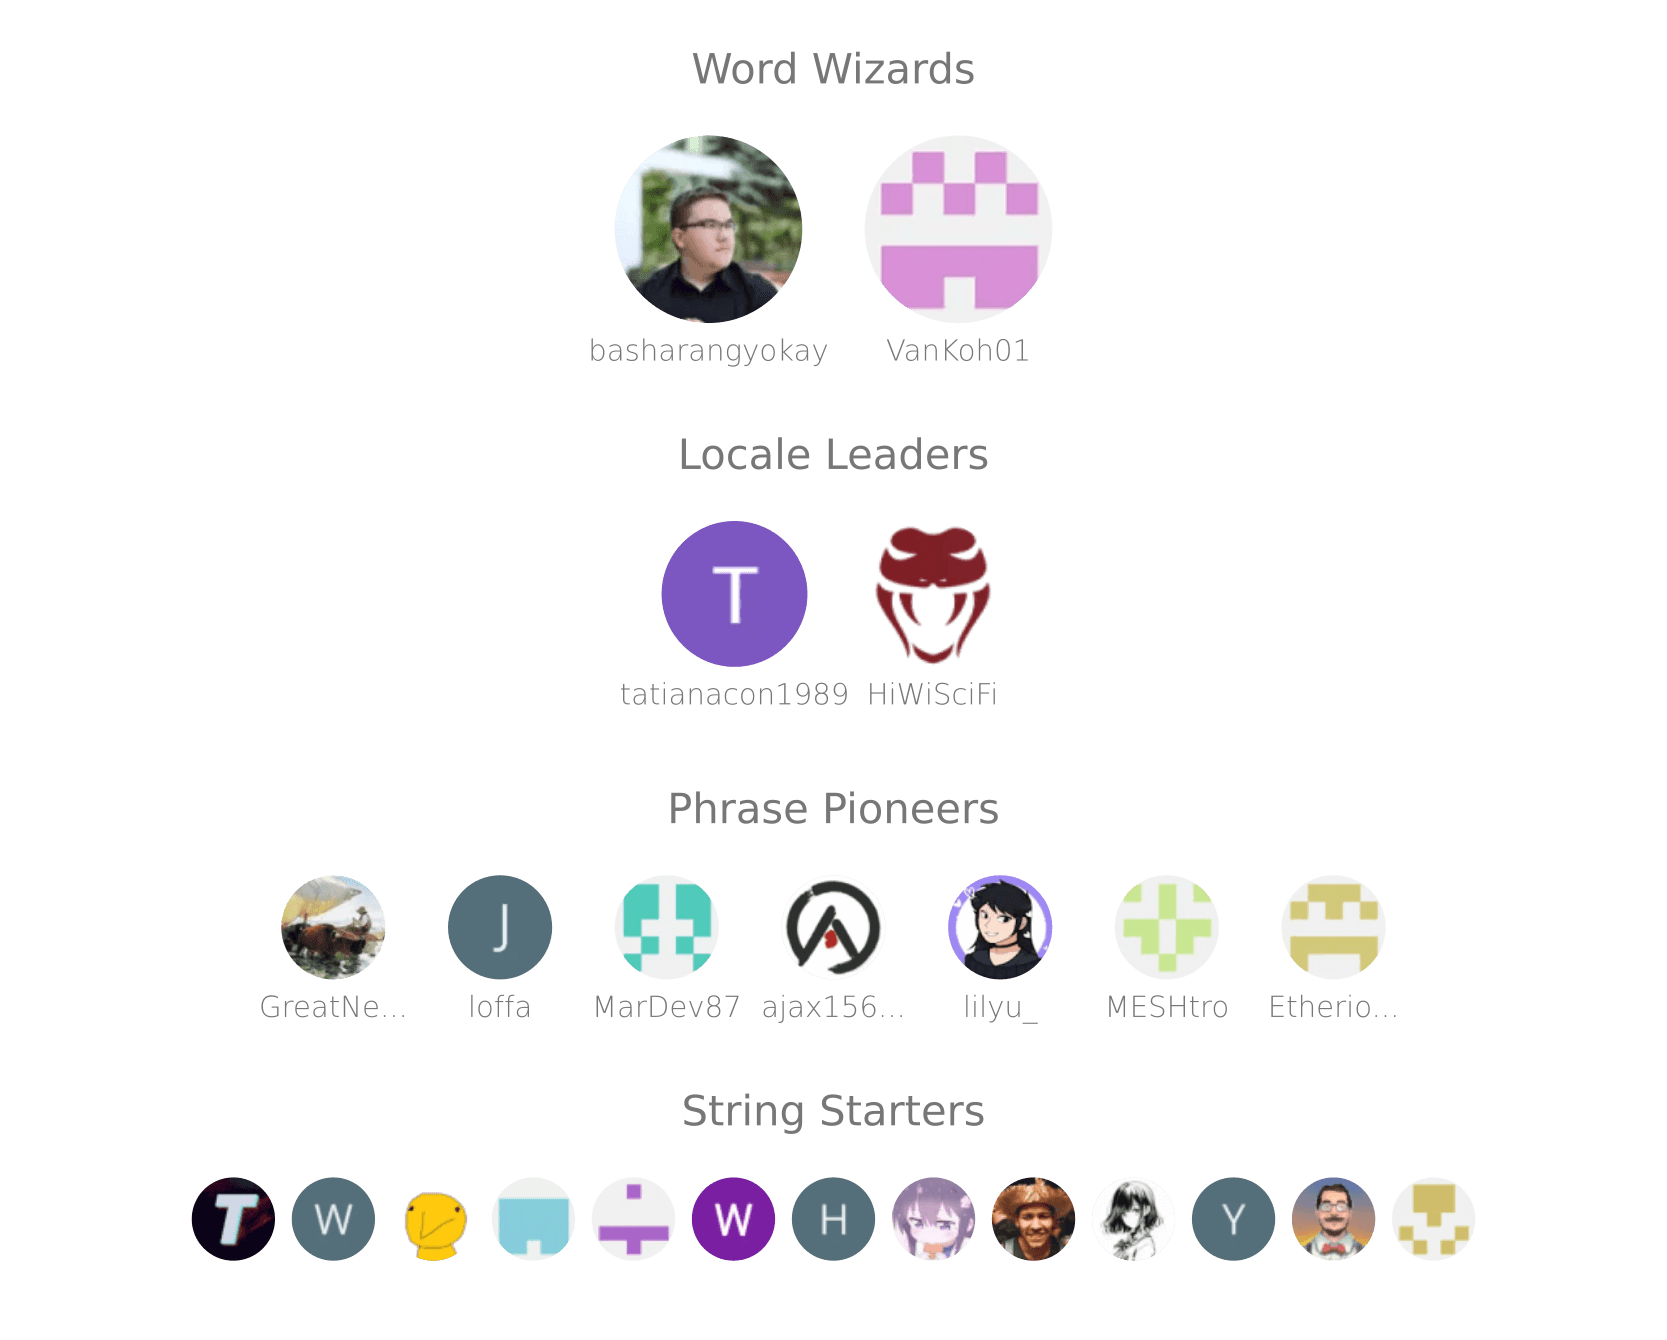 Word Wizards
basharangyokay VanKoh01
Locale Leaders
T
tatianacon1989 HiWiSciFi
Phrase Pioneers
J
GreatNe... loffa MarDev87 ajax156... lilyu_ MESHtro Etherio...
String Starters
T W W H Y